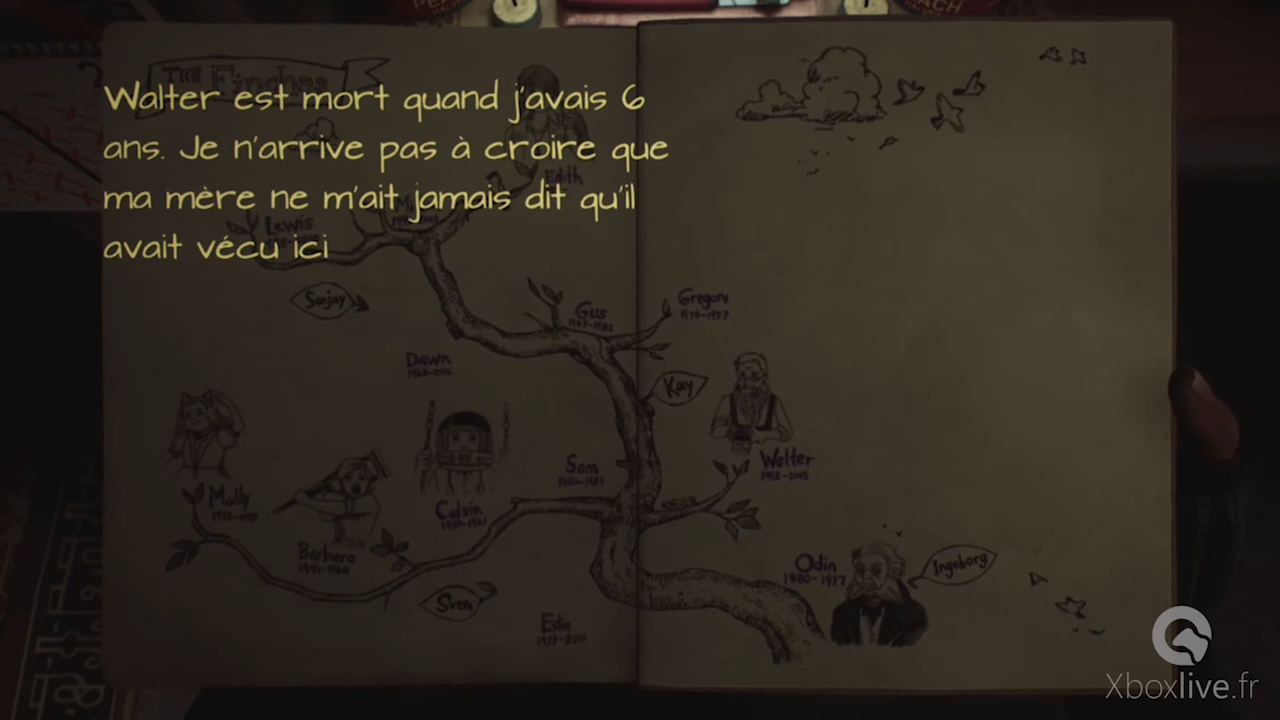 THE Finches
Walter est mort quand j'avais 6
ans. Je n'arrive pas à croire que
ma mère ne m'ait jamais dit qu'il
avait vécu ici
Edith
Lewis
Sanjay
Gus
Gregory
Dawn
Kay
Walter
Sam
Molly
Calvin
Barbara
Odin
1880-1937
Ingeborg
Sven
Edie
Xboxlive.fr